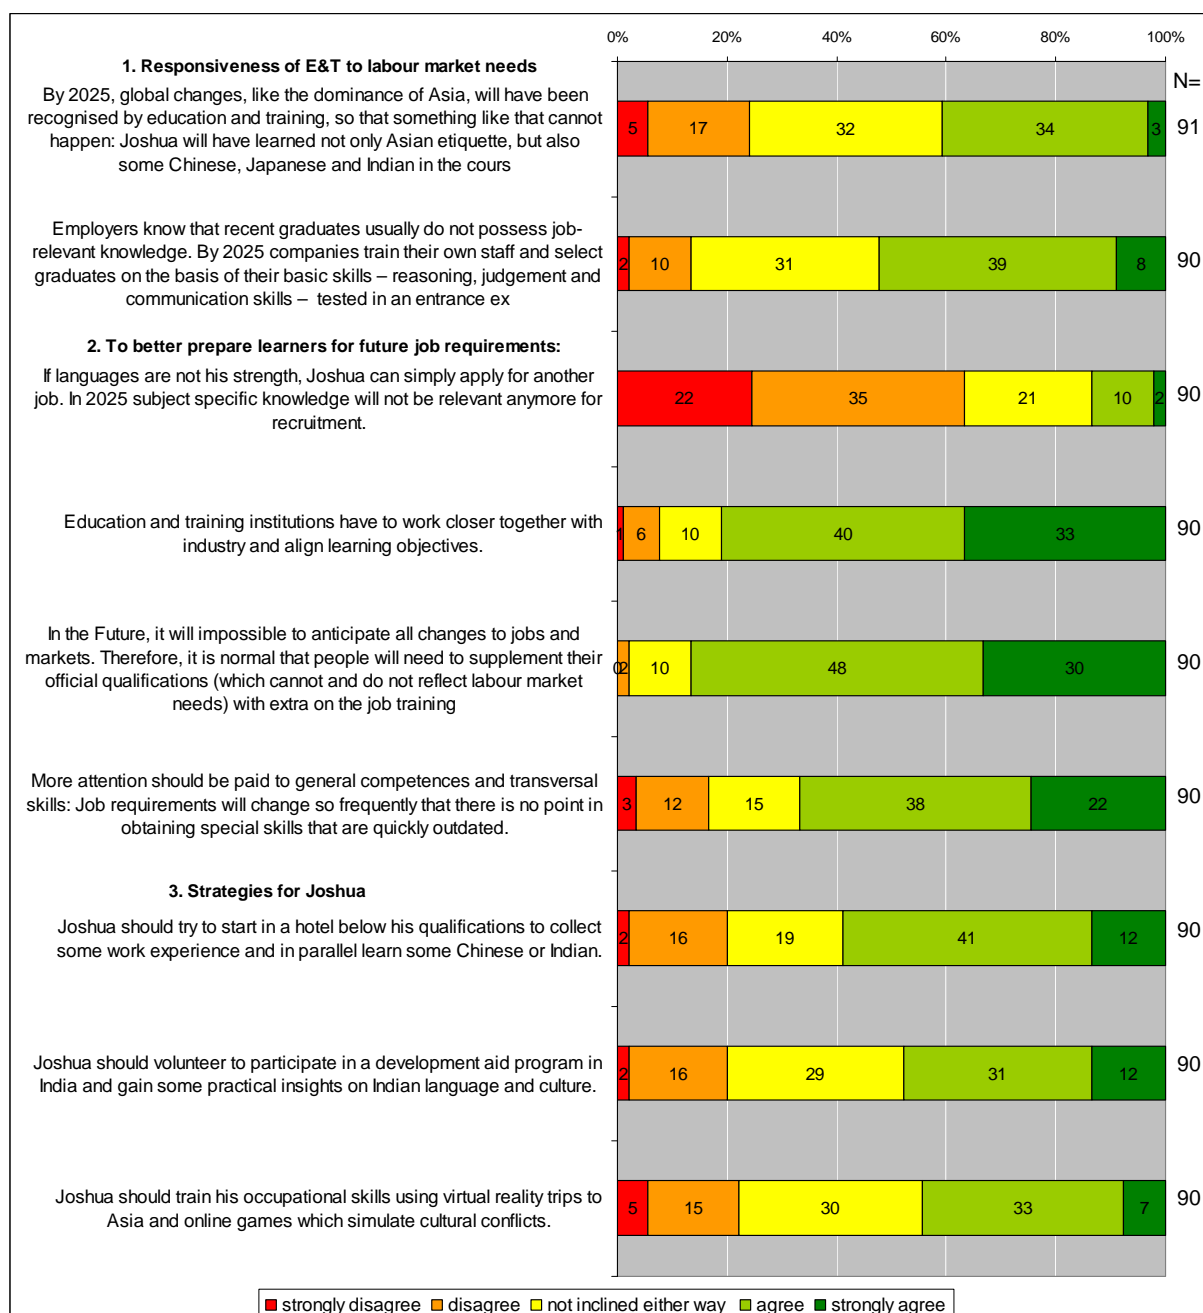 0% 20% 40% 60% 80% 100%
N=
1. Responsiveness of E&T to labour market needs
By 2025, global changes, like the dominance of Asia, will have been
recognised by education and training, so that something like that cannot
happen: Joshua will have learned not only Asian etiquette, but also
some Chinese, Japanese and Indian in the cours
5 17 32 34 3 91
Employers know that recent graduates usually do not possess job-
relevant knowledge. By 2025 companies train their own staff and select
graduates on the basis of their basic skills – reasoning, judgement and
communication skills – tested in an entrance ex
2 10 31 39 8 90
2. To better prepare learners for future job requirements:
If languages are not his strength, Joshua can simply apply for another
job. In 2025 subject specific knowledge will not be relevant anymore for
recruitment.
22 35 21 10 2 90
Education and training institutions have to work closer together with
industry and align learning objectives.
1 6 10 40 33 90
In the Future, it will impossible to anticipate all changes to jobs and
markets. Therefore, it is normal that people will need to supplement their
official qualifications (which cannot and do not reflect labour market
needs) with extra on the job training
0 2 10 48 30 90
More attention should be paid to general competences and transversal
skills: Job requirements will change so frequently that there is no point in
obtaining special skills that are quickly outdated.
3 12 15 38 22 90
3. Strategies for Joshua
Joshua should try to start in a hotel below his qualifications to collect
some work experience and in parallel learn some Chinese or Indian.
2 16 19 41 12 90
Joshua should volunteer to participate in a development aid program in
India and gain some practical insights on Indian language and culture.
2 16 29 31 12 90
Joshua should train his occupational skills using virtual reality trips to
Asia and online games which simulate cultural conflicts.
5 15 30 33 7 90
strongly disagree disagree not inclined either way agree strongly agree